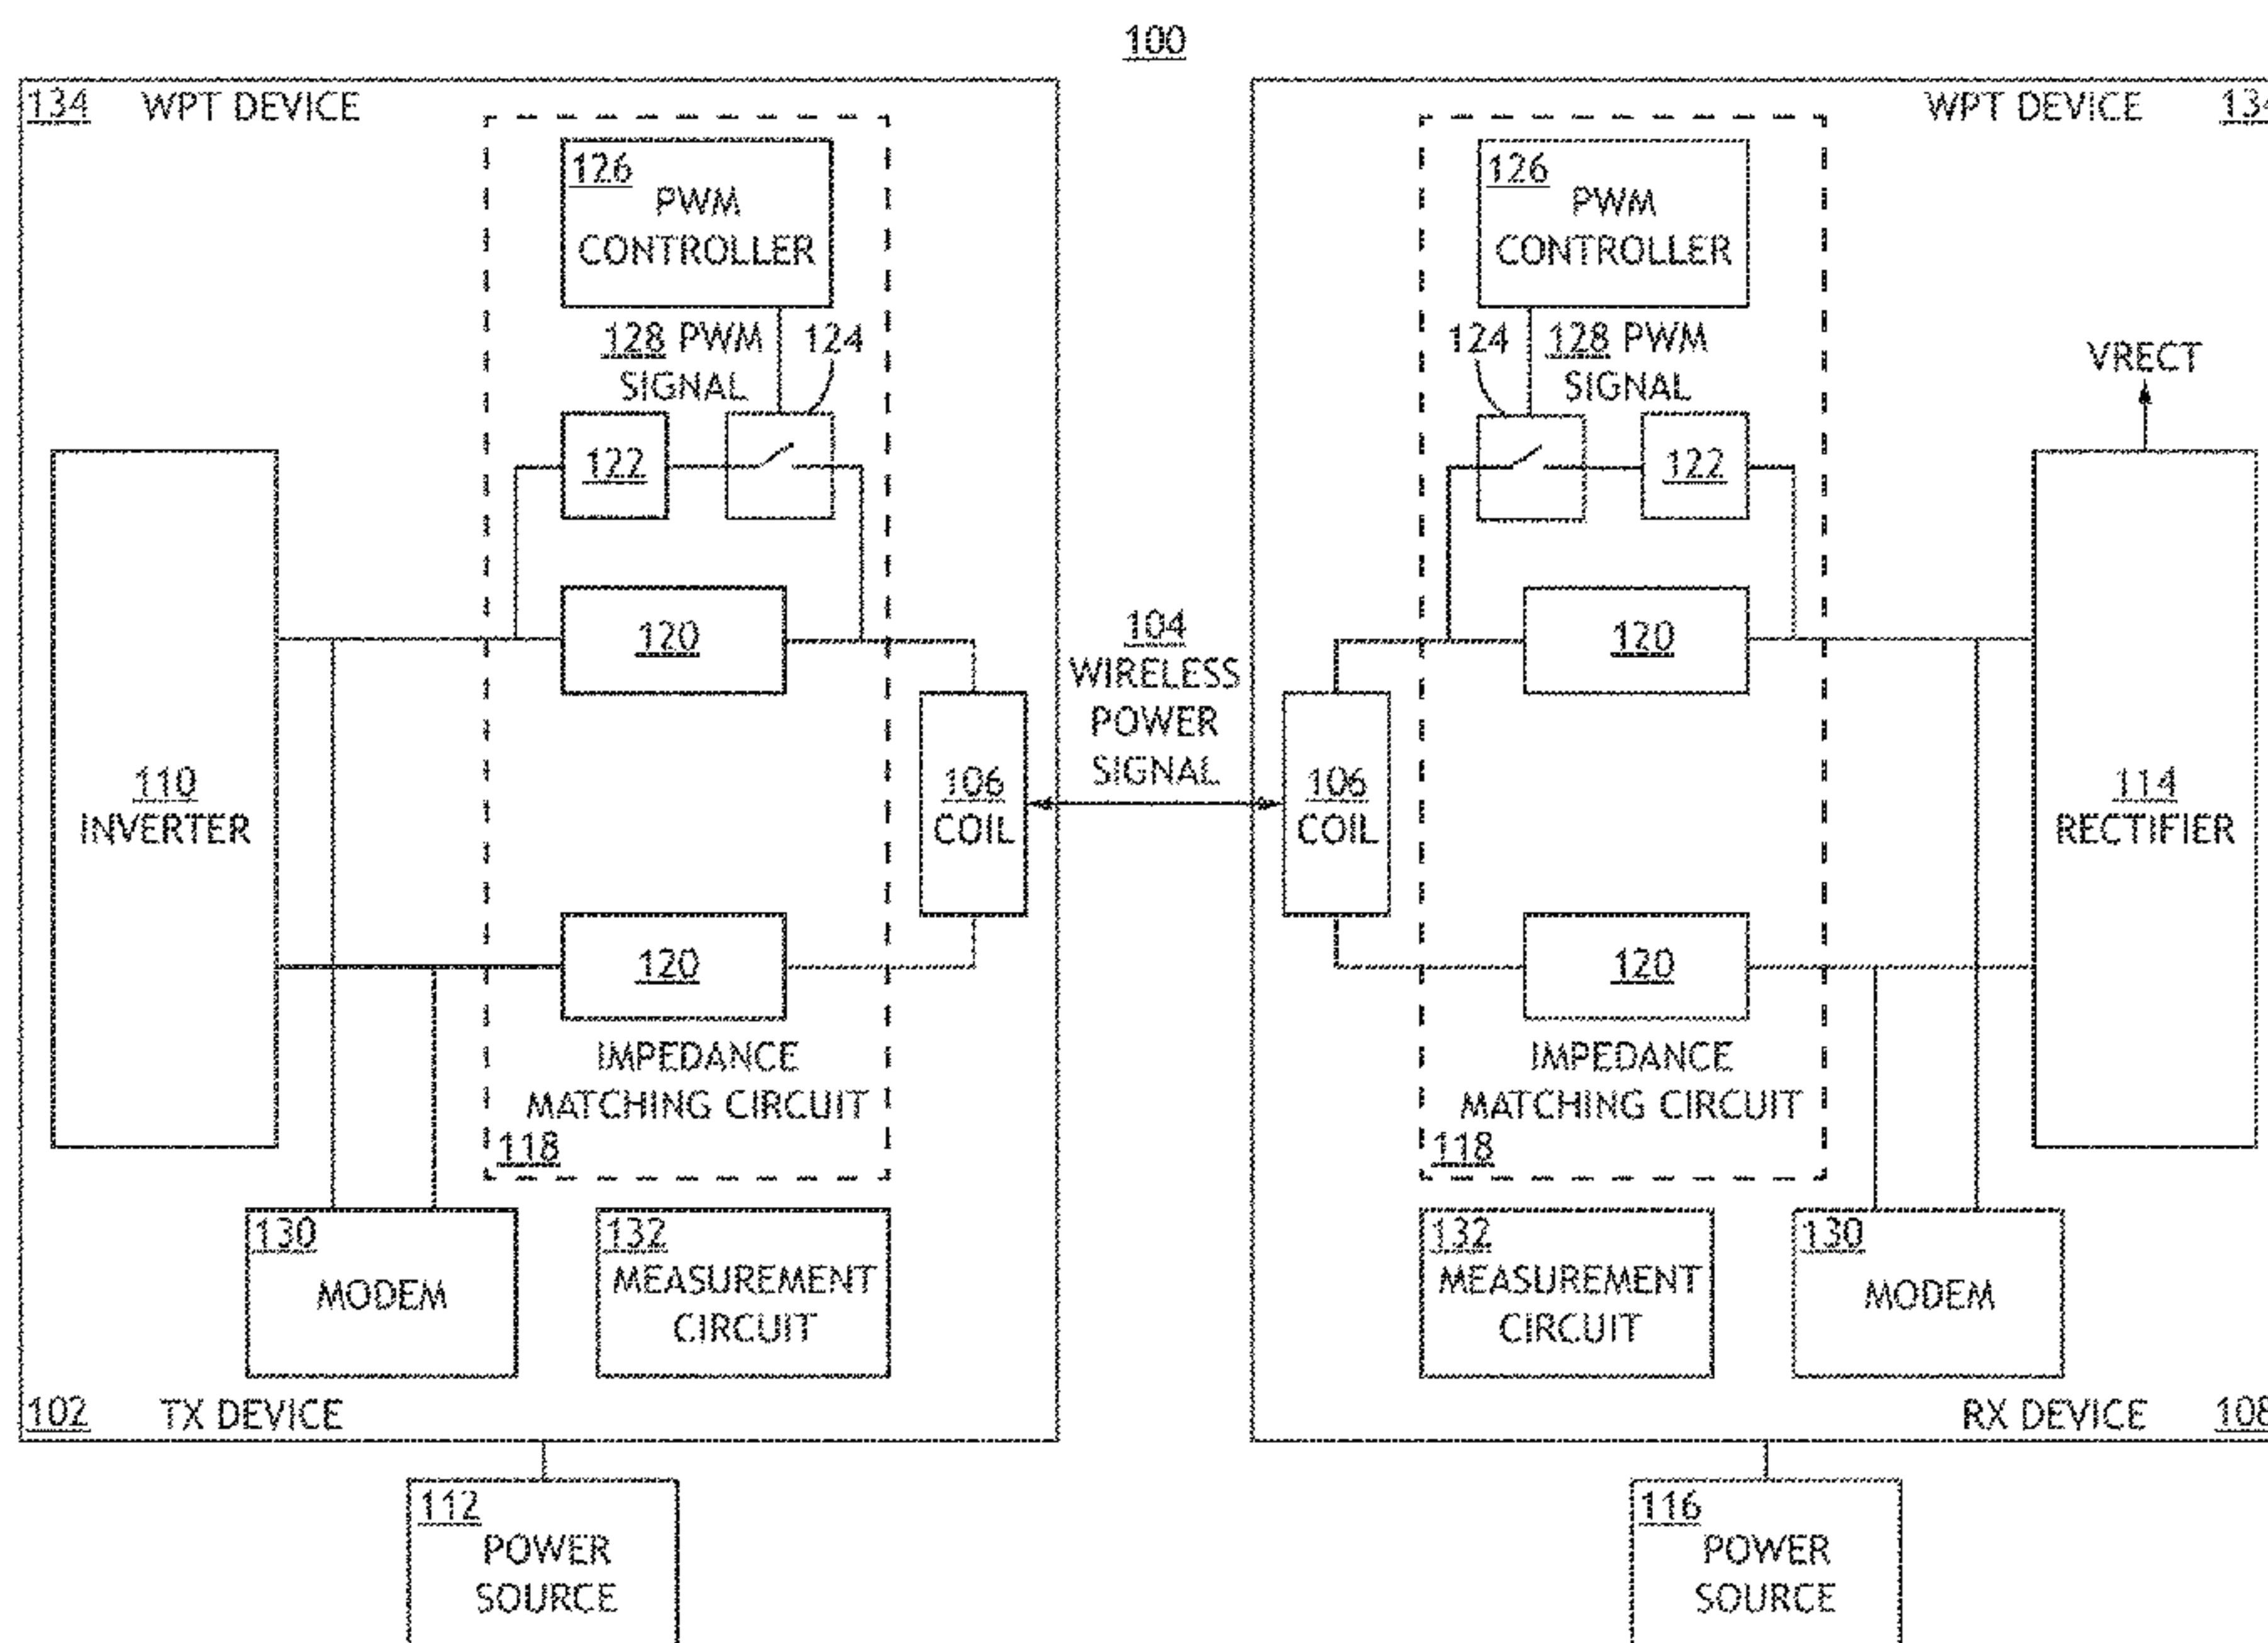 100
134 WPT DEVICE
126
PWM
CONTROLLER
128 PWM
SIGNAL
124
122
120
110
INVERTER
106
COIL
120
IMPEDANCE
MATCHING CIRCUIT
118
130
MODEM
132
MEASUREMENT
CIRCUIT
102 TX DEVICE
112
POWER
SOURCE
104
WIRELESS
POWER
SIGNAL
WPT DEVICE 134
126
PWM
CONTROLLER
124
128 PWM
SIGNAL
122
VRECT
120
106
COIL
114
RECTIFIER
120
IMPEDANCE
MATCHING CIRCUIT
118
132
MEASUREMENT
CIRCUIT
130
MODEM
RX DEVICE 108
116
POWER
SOURCE